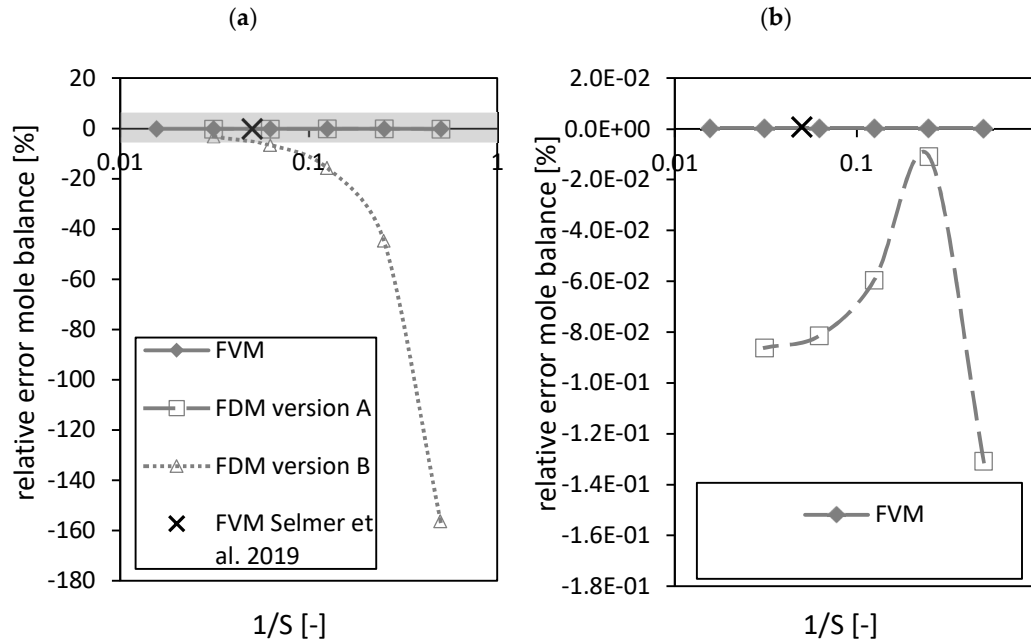 (a)
20
0
-20
-40
-60
-80
-100
-120
-140
-160
-180
0.01
0.1
1
relative error mole balance [%]
1/S [-]
FVM
FDM version A
FDM version B
FVM Selmer et
al. 2019
(b)
2.0E-02
0.0E+00
-2.0E-02
-4.0E-02
-6.0E-02
-8.0E-02
-1.0E-01
-1.2E-01
-1.4E-01
-1.6E-01
-1.8E-01
0.01
0.1
relative error mole balance [%]
1/S [-]
FVM